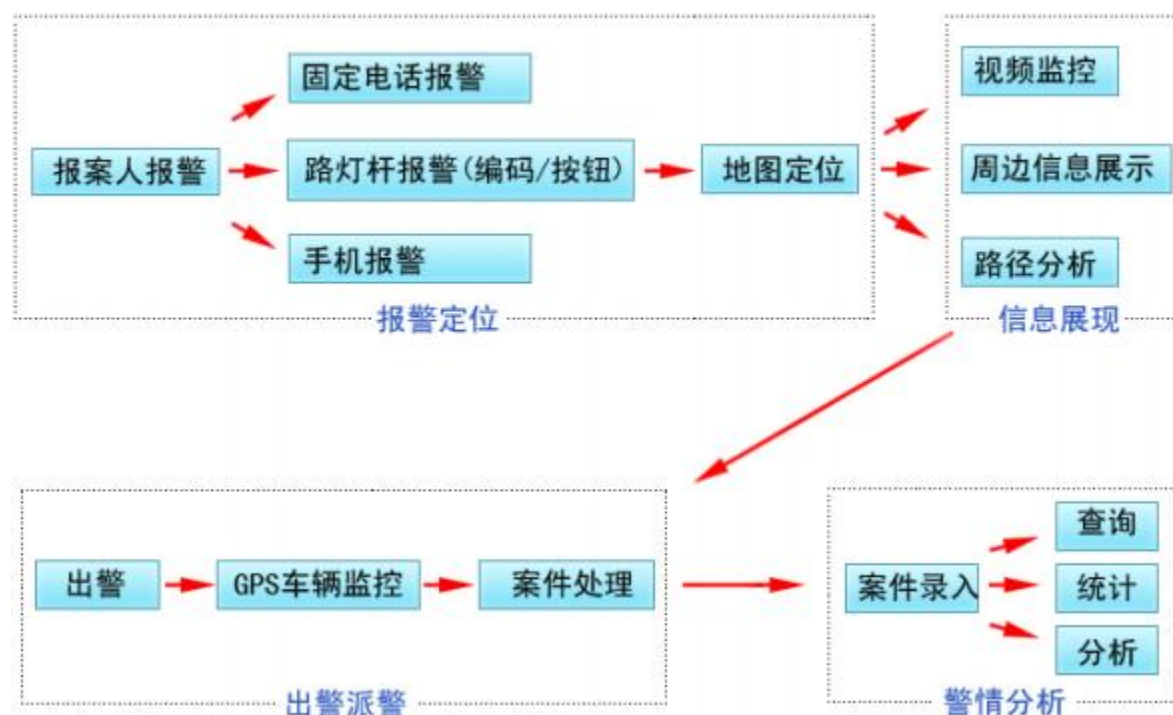 固定电话报警
报案人报警
路灯杆报警(编码/按钮)
手机报警
地图定位
报警定位
视频监控
周边信息展示
路径分析
信息展现
出警
GPS车辆监控
案件处理
出警派警
案件录入
查询
统计
分析
警情分析